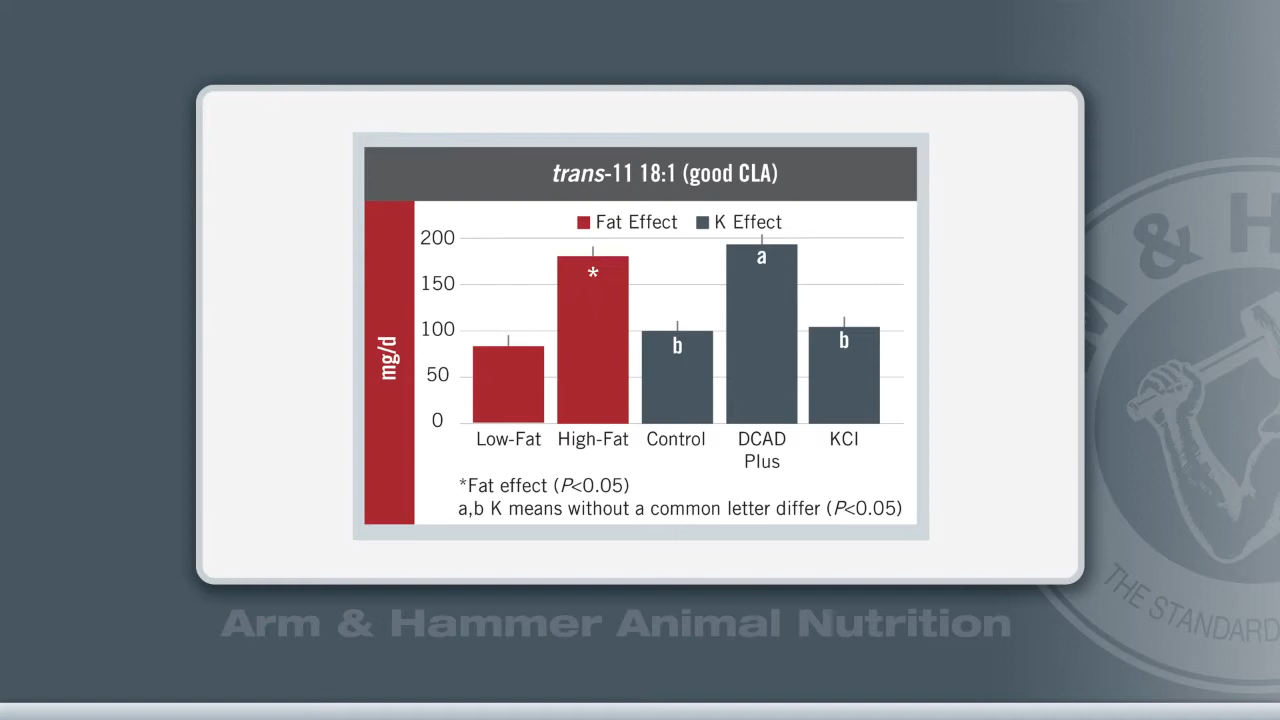 trans-11 18:1 (good CLA)
Fat Effect
K Effect
mg/d
200
150
100
50
0
*
b
a
b
Low-Fat
High-Fat
Control
DCAD
Plus
KCl
*Fat effect (P<0.05)
a,b K means without a common letter differ (P<0.05)
M & H
THE STANDARD
Arm & Hammer Animal Nutrition